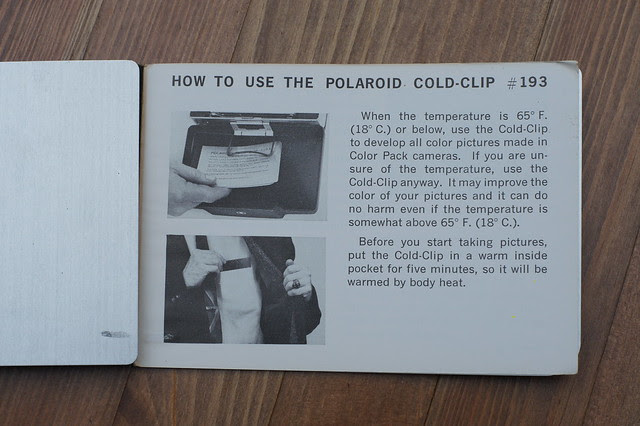 HOW TO USE THE POLAROID COLD-CLIP #193
When the temperature is 65° F.
(18° C.) or below, use the Cold-Clip
to develop all color pictures made in
Color Pack cameras. If you are un-
sure of the temperature, use the
Cold-Clip anyway. It may improve the
color of your pictures and it can do
no harm even if the temperature is
somewhat above 65° F. (18° C.).
Before you start taking pictures,
put the Cold-Clip in a warm inside
pocket for five minutes, so it will be
warmed by body heat.